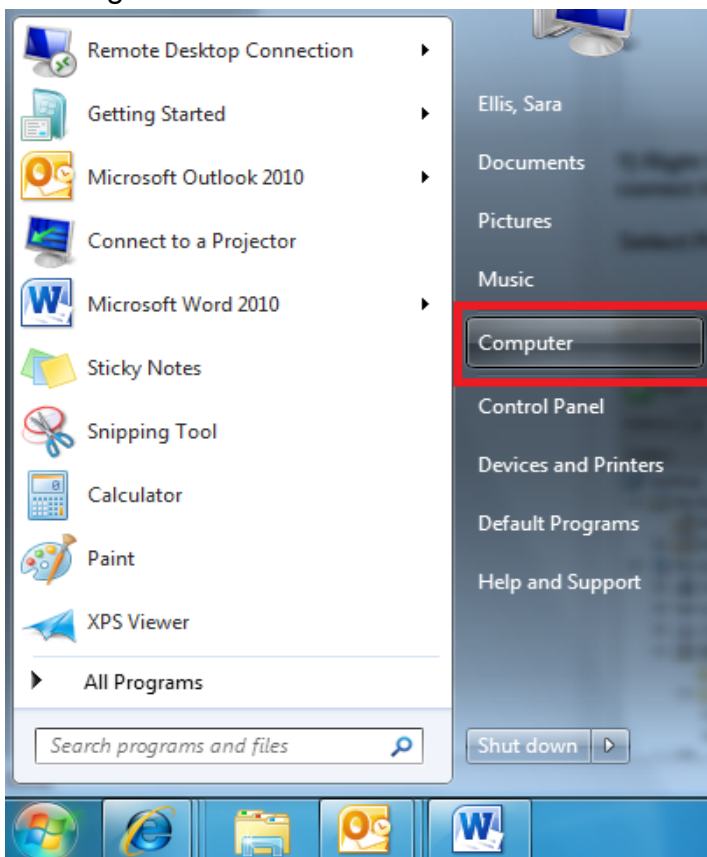 Remote Desktop Connection
Getting Started
Microsoft Outlook 2010
Connect to a Projector
Microsoft Word 2010
Sticky Notes
Snipping Tool
Calculator
Paint
XPS Viewer
All Programs
Search programs and files
Ellis, Sara
Documents
Pictures
Music
Computer
Control Panel
Devices and Printers
Default Programs
Help and Support
Shut down